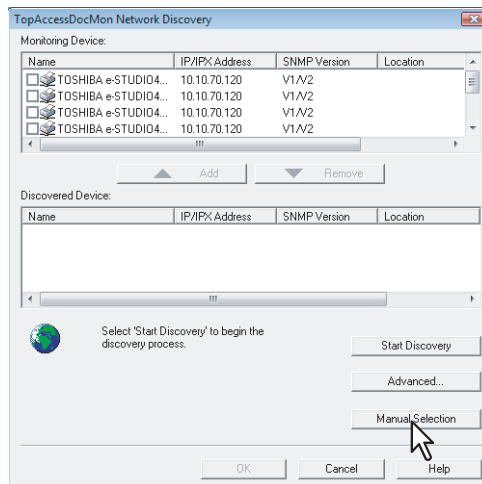 TopAccessDocMon Network Discovery
Monitoring Device:
Name IP/IPX Address SNMP Version Location
TOSHIBA e-STUDIO4... 10.10.70.120 V1/V2
TOSHIBA e-STUDIO4... 10.10.70.120 V1/V2
TOSHIBA e-STUDIO4... 10.10.70.120 V1/V2
TOSHIBA e-STUDIO4... 10.10.70.120 V1/V2
Add Remove
Discovered Device:
Name IP/IPX Address SNMP Version Location
Select 'Start Discovery' to begin the
discovery process.
Start Discovery
Advanced...
Manual Selection
OK Cancel Help